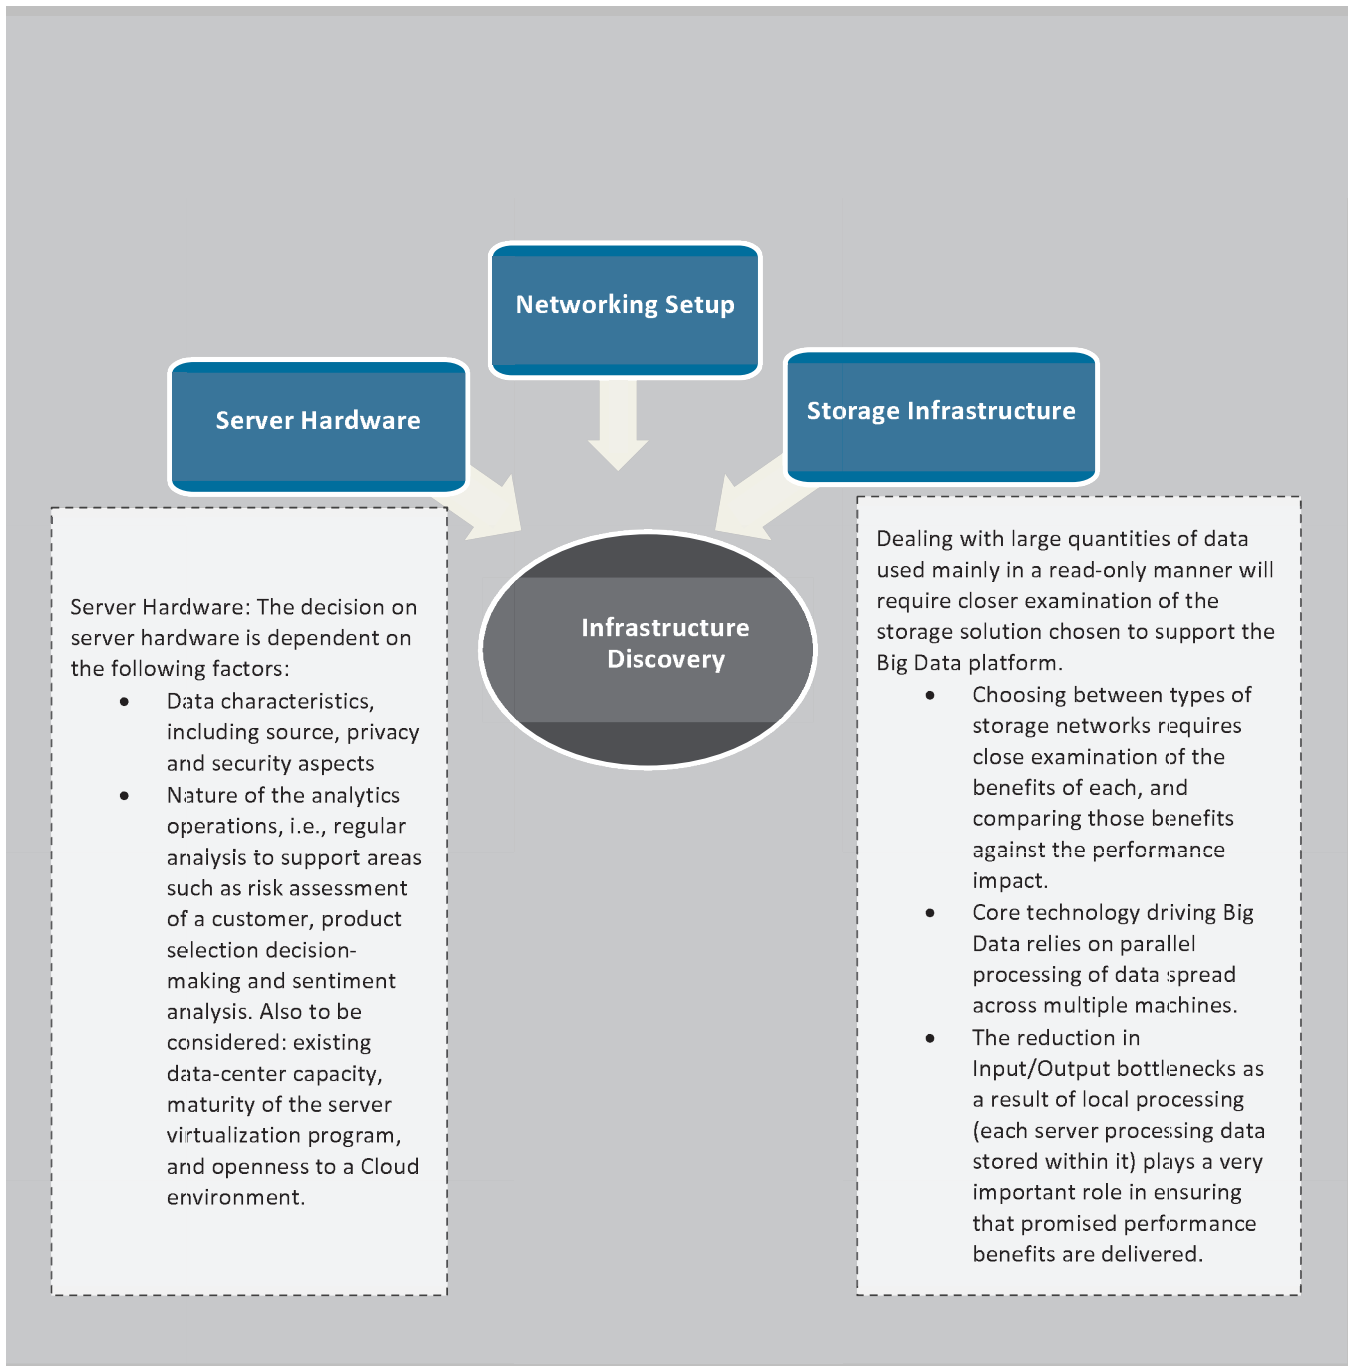 Networking Setup
Server Hardware
Storage Infrastructure
Infrastructure
Discovery
Server Hardware: The decision on
server hardware is dependent on
the following factors:
• Data characteristics,
including source, privacy
and security aspects
• Nature of the analytics
operations, i.e., regular
analysis to support areas
such as risk assessment
of a customer, product
selection decision-
making and sentiment
analysis. Also to be
considered: existing
data-center capacity,
maturity of the server
virtualization program,
and openness to a Cloud
environment.
Dealing with large quantities of data
used mainly in a read-only manner will
require closer examination of the
storage solution chosen to support the
Big Data platform.
• Choosing between types of
storage networks requires
close examination of the
benefits of each, and
comparing those benefits
against the performance
impact.
• Core technology driving Big
Data relies on parallel
processing of data spread
across multiple machines.
• The reduction in
Input/Output bottlenecks as
a result of local processing
(each server processing data
stored within it) plays a very
important role in ensuring
that promised performance
benefits are delivered.